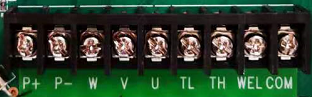 P+ P- W V U TL TH WEL COM